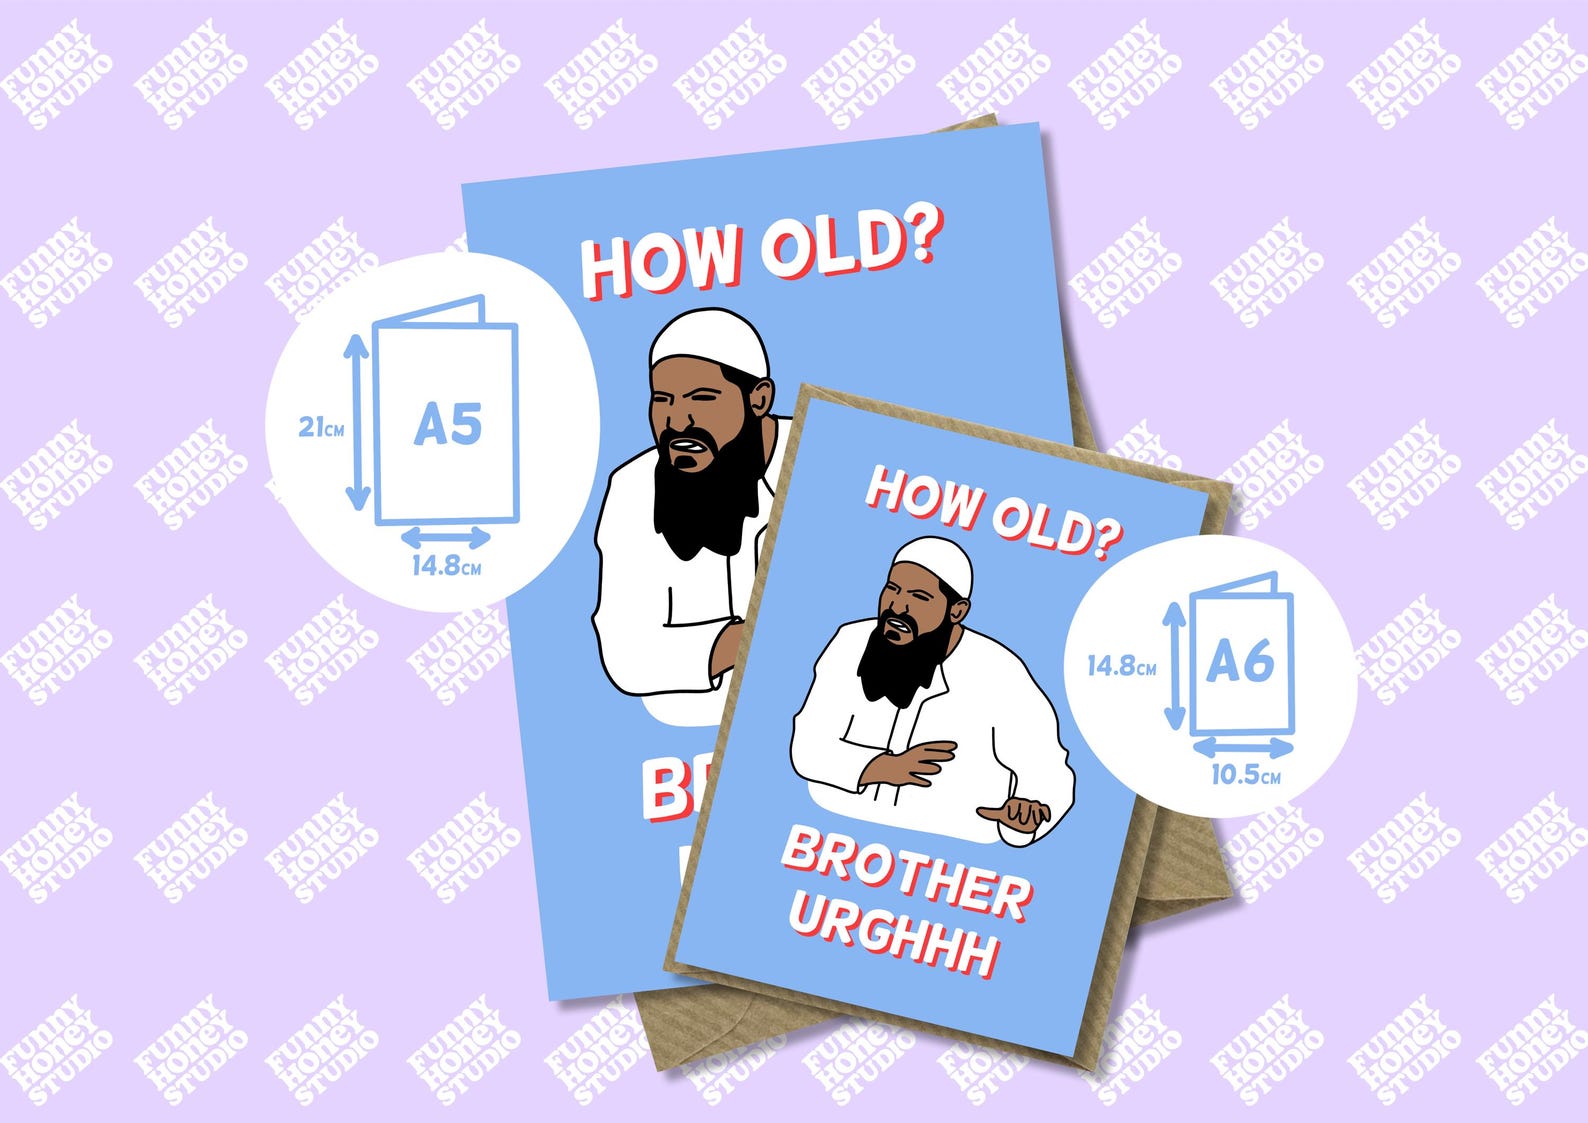 FUNNY
HONEY
STUDIO
HOW OLD?
21CM
A5
14.8CM
HOW OLD?
BROTHER
URGHHH
14.8CM
A6
10.5CM